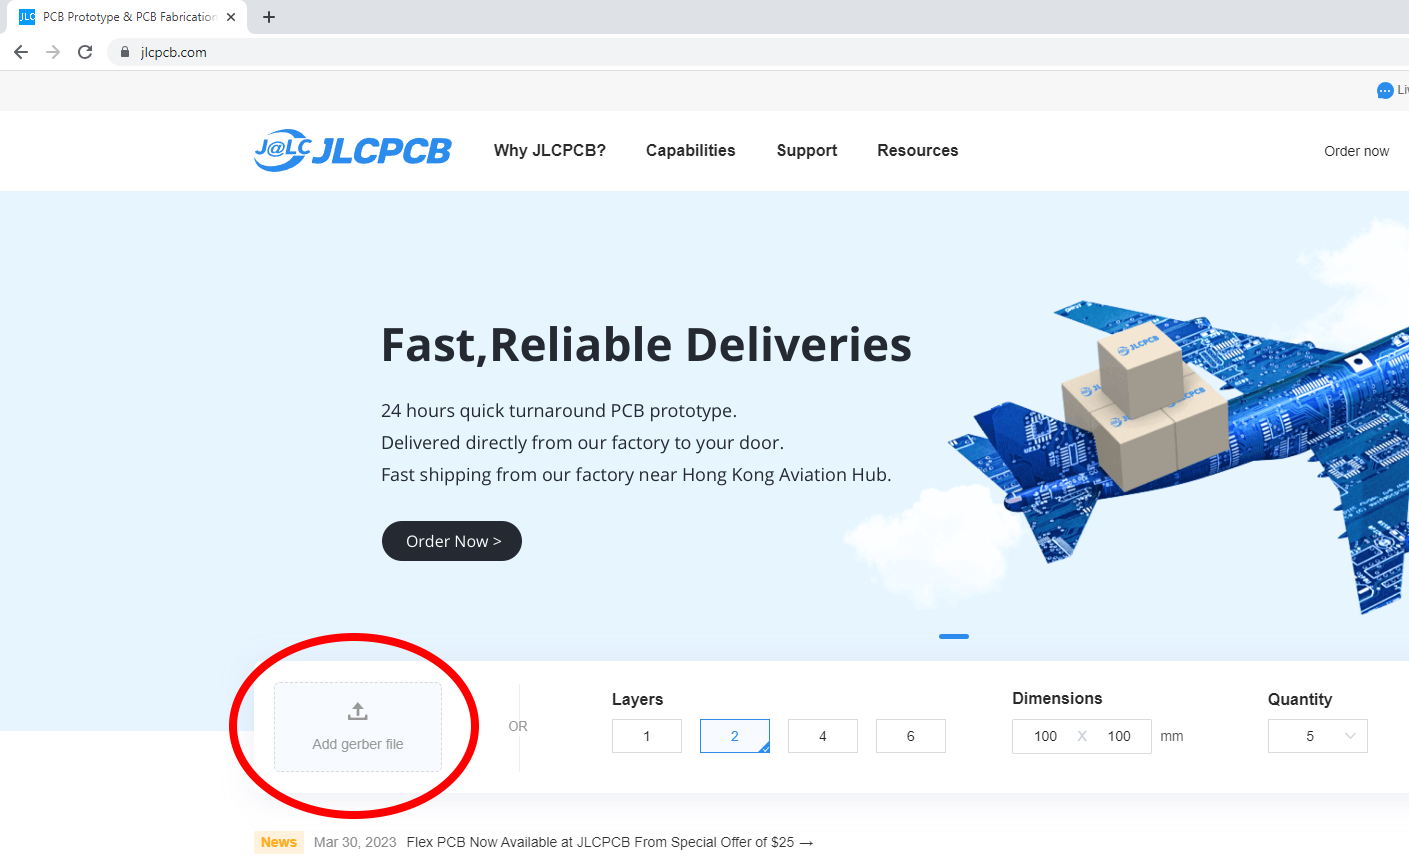 JLC PCB Prototype & PCB Fabrication
jlcpcb.com
J@LC JLCPCB
Why JLCPCB?
Capabilities
Support
Resources
Order now
Fast,Reliable Deliveries
24 hours quick turnaround PCB prototype.
Delivered directly from our factory to your door.
Fast shipping from our factory near Hong Kong Aviation Hub.
Order Now >
JLCPCB
Add gerber file
OR
Layers
1
2
4
6
Dimensions
100 X 100 mm
Quantity
5
News Mar 30, 2023 Flex PCB Now Available at JLCPCB From Special Offer of $25 →